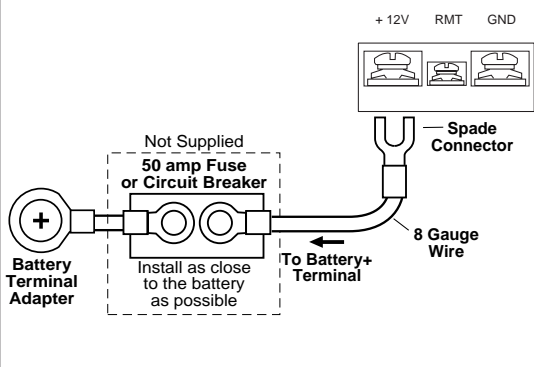 + 12V RMT GND
Spade
Connector
Not Supplied
50 amp Fuse
or Circuit Breaker
+
8 Gauge
Wire
To Battery+
Terminal
Battery
Terminal
Adapter
Install as close
to the battery
as possible